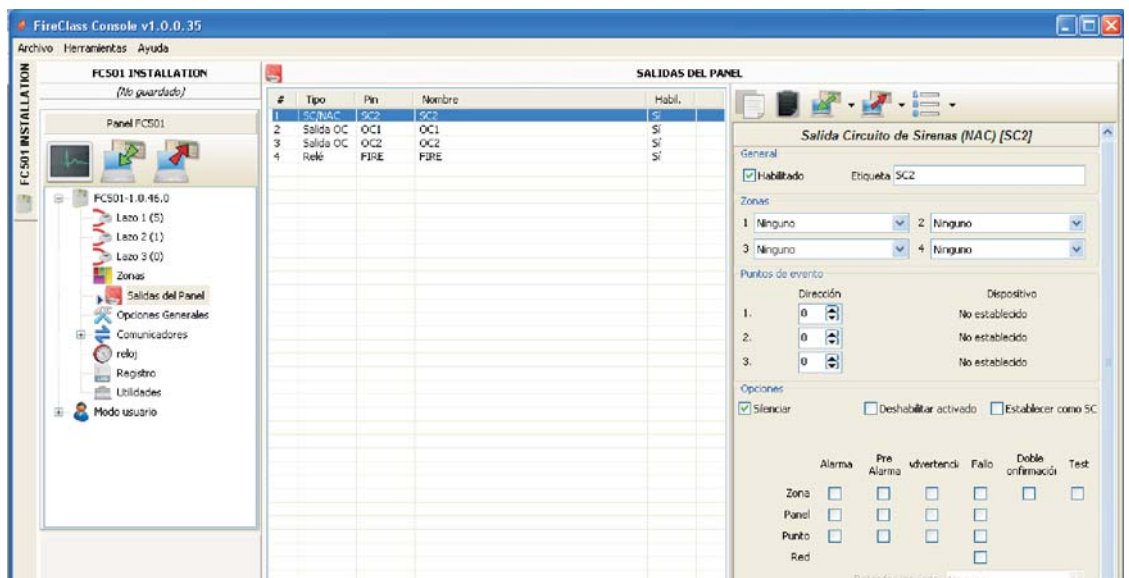 FireClass Console v1.0.0.35
Archivo Herramientas Ayuda
FC501 INSTALLATION
FC501 INSTALLATION
(No guardado)
Panel FC501
FC501-1.0.46.0
Lazo 1 (5)
Lazo 2 (1)
Lazo 3 (0)
Zonas
Salidas del Panel
Opciones Generales
Comunicadores
reloj
Registro
Utilidades
Modo usuario
SALIDAS DEL PANEL
# Tipo Pin Nombre Habil.
1 SC/NAC SC2 SC2 Sí
2 Salida OC OC1 OC1 Sí
3 Salida OC OC2 OC2 Sí
4 Relé FIRE FIRE Sí
Salida Circuito de Sirenas (NAC) [SC2]
General
Habilitado Etiqueta SC2
Zonas
1 Ninguno 2 Ninguno
3 Ninguno 4 Ninguno
Puntos de evento
Dirección Dispositivo
1. 0 No establecido
2. 0 No establecido
3. 0 No establecido
Opciones
Silenciar Deshabilitar activado Establecer como SC
Alarma Pre Alarma dvertenci Fallo Doble onfirmació Test
Zona
Panel
Punto
Red